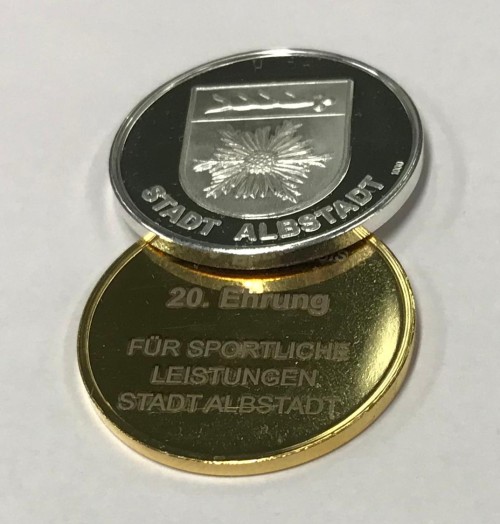 STADT ALBSTADT
20. Ehrung
FÜR SPORTLICHE
LEISTUNGEN
STADT ALBSTADT